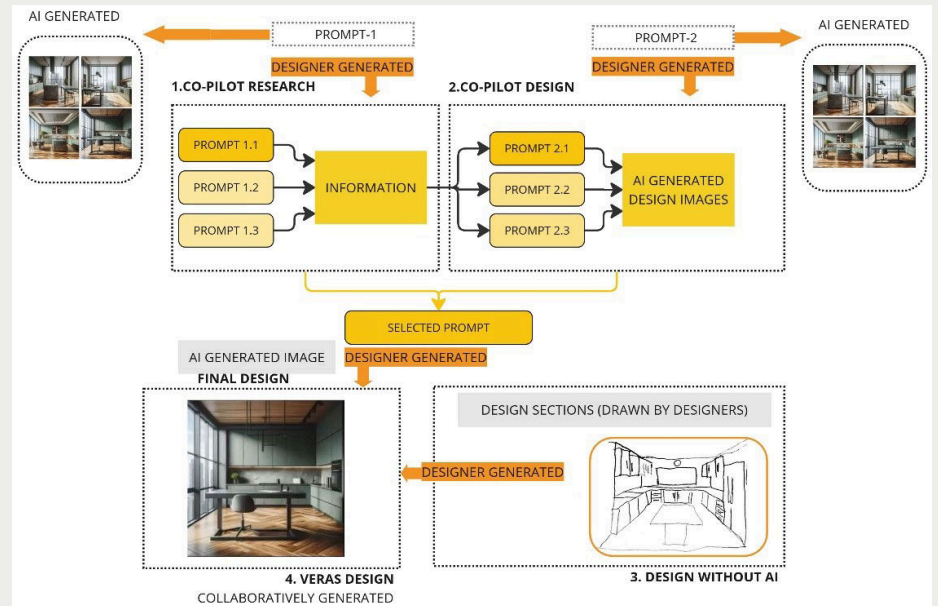 AI GENERATED
PROMPT-1
PROMPT-2
AI GENERATED
DESIGNER GENERATED
DESIGNER GENERATED
1.CO-PILOT RESEARCH
2.CO-PILOT DESIGN
PROMPT 1.1
PROMPT 1.2
PROMPT 1.3
INFORMATION
PROMPT 2.1
PROMPT 2.2
PROMPT 2.3
AI GENERATED
DESIGN IMAGES
SELECTED PROMPT
AI GENERATED IMAGE
DESIGNER GENERATED
FINAL DESIGN
DESIGN SECTIONS (DRAWN BY DESIGNERS)
DESIGNER GENERATED
4. VERAS DESIGN
COLLABORATIVELY GENERATED
3. DESIGN WITHOUT AI